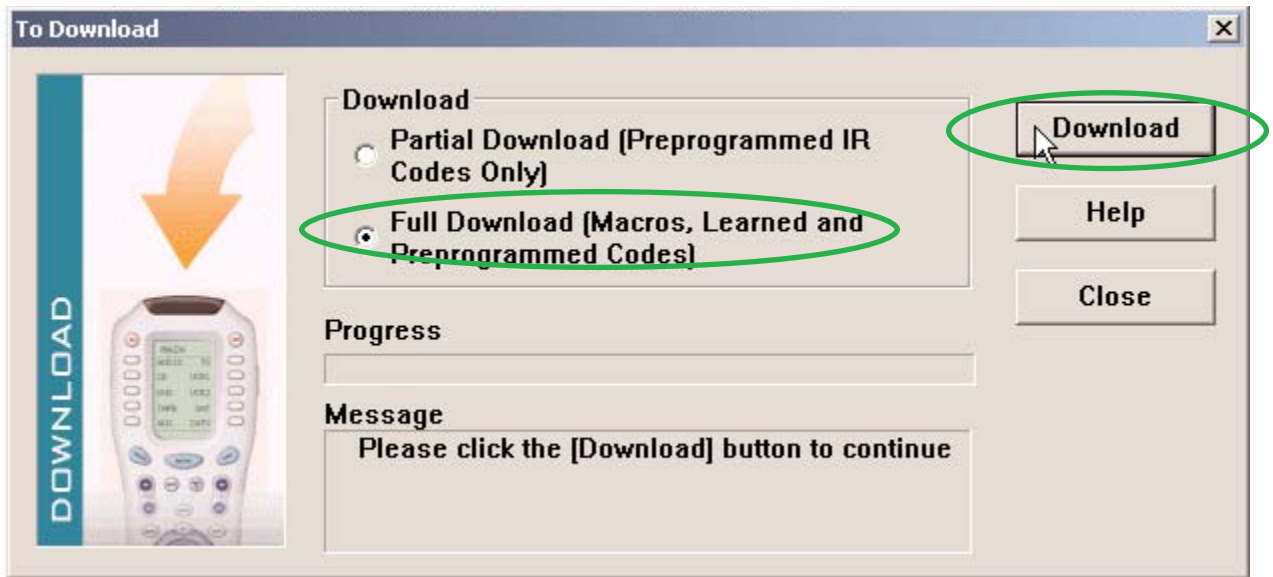 To Download
DOWNLOAD
Download
Partial Download (Preprogrammed IR
Codes Only)
Full Download (Macros, Learned and
Preprogrammed Codes)
Download
Help
Close
Progress
Message
Please click the [Download] button to continue
MAIN